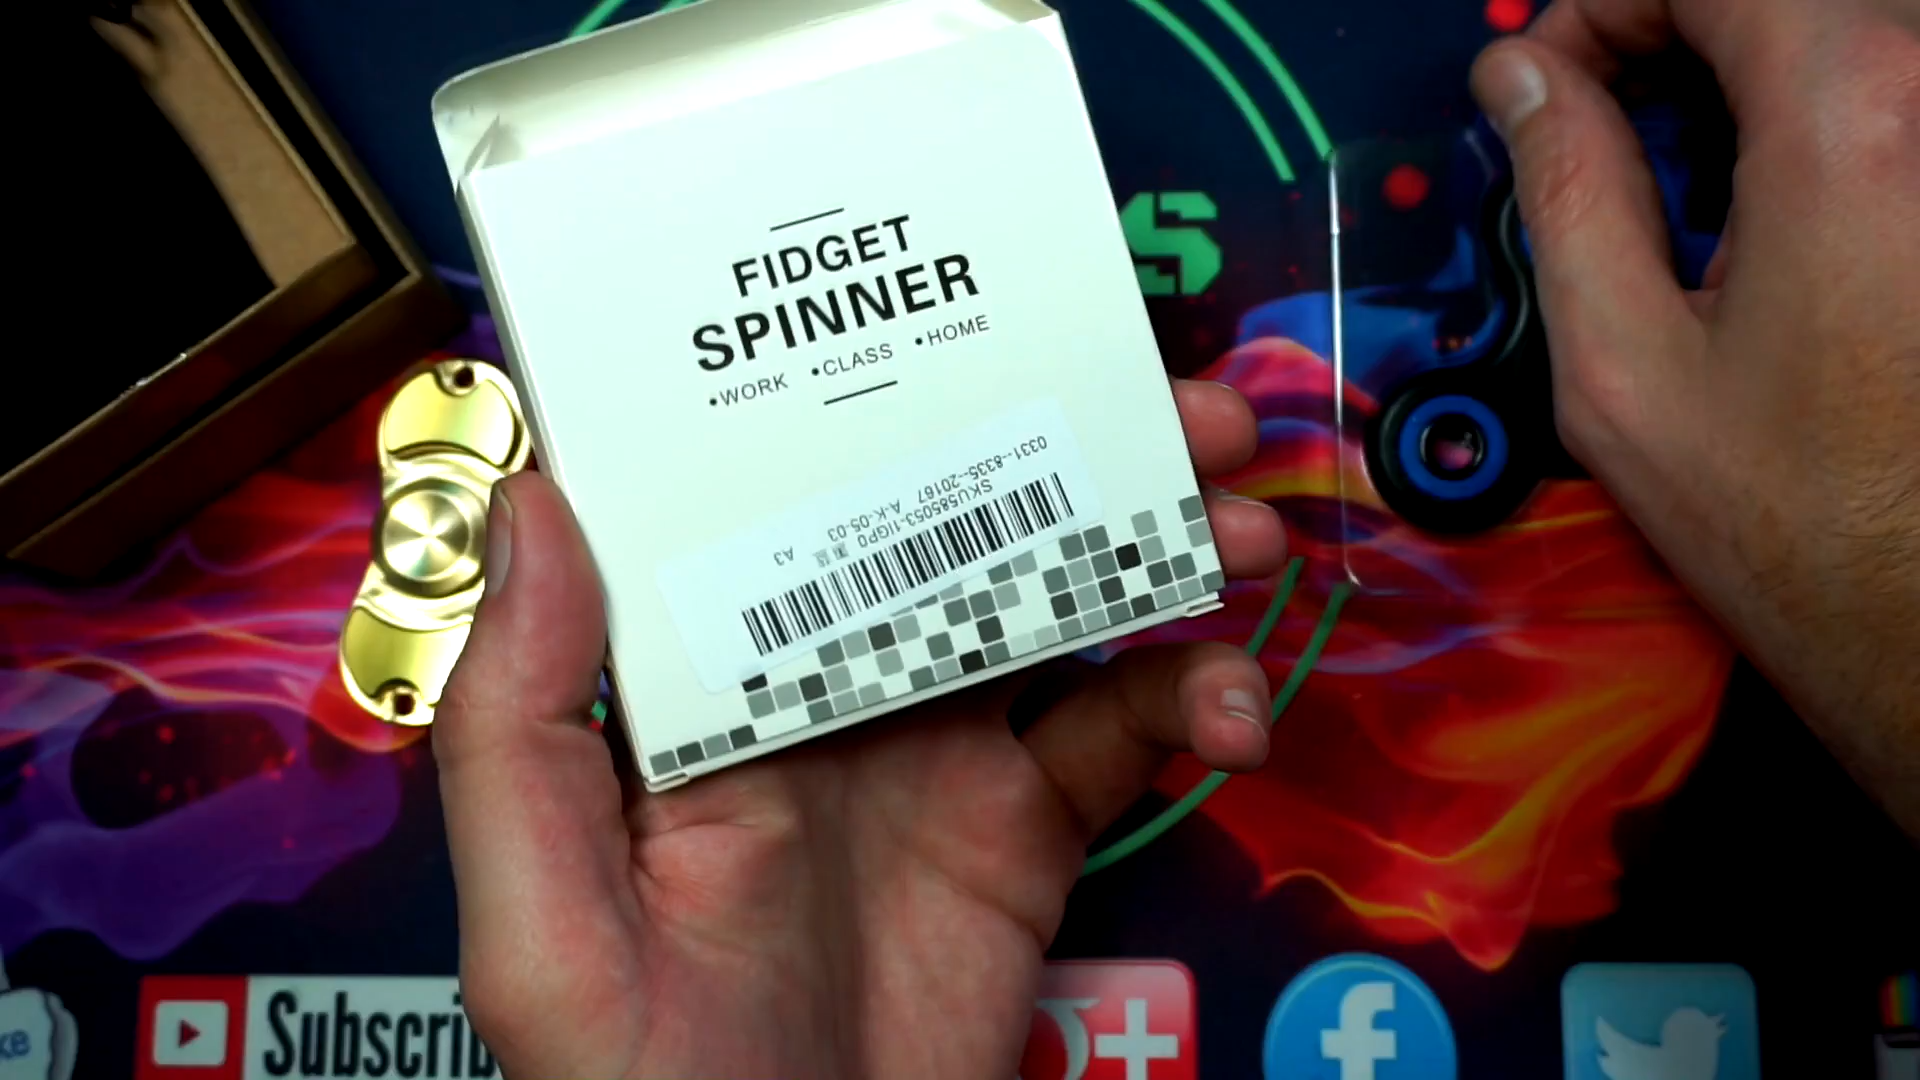 FIDGET
SPINNER
•WORK •CLASS •HOME
0331--8335--20167 A-K-05-03 A3
SKU585053-1IGP0
S
Subscrib